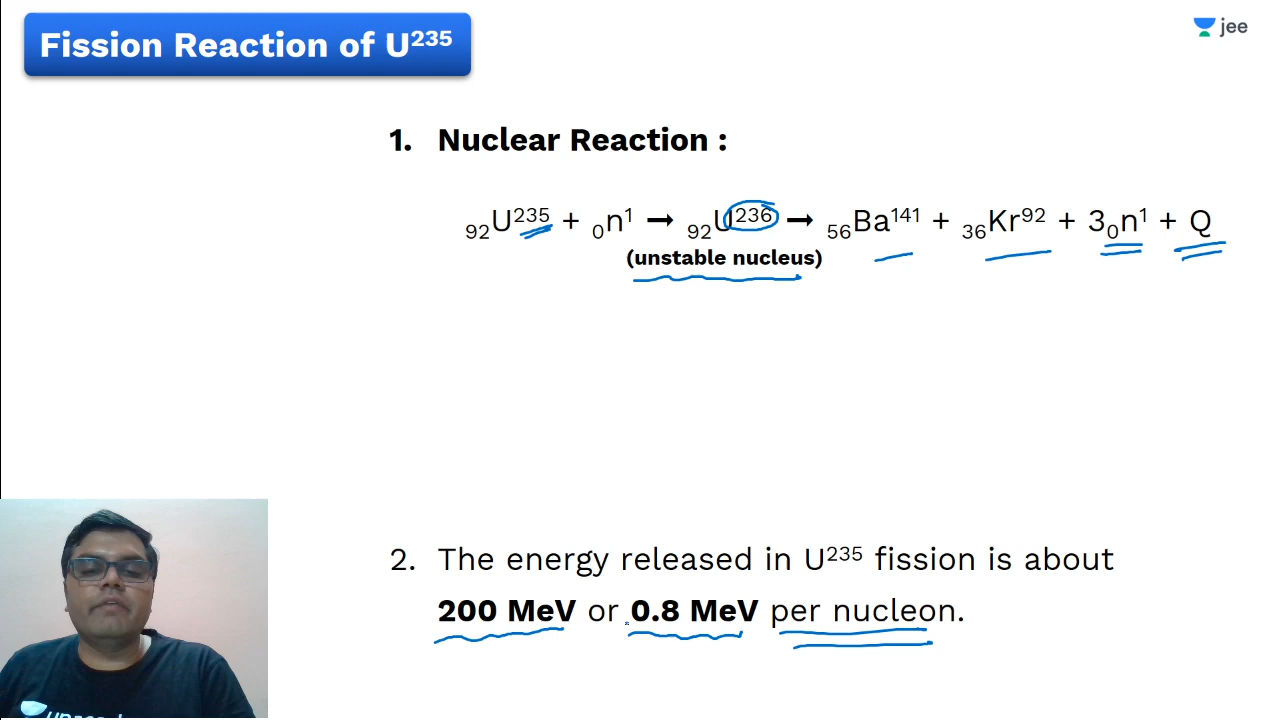 Fission Reaction of U²³⁵
jee
1. Nuclear Reaction :
₉₂U²³⁵ + ₀n¹ → ₉₂U²³⁶ → ₅₆Ba¹⁴¹ + ₃₆Kr⁹² + 3₀n¹ + Q
(unstable nucleus)
2. The energy released in U²³⁵ fission is about
200 MeV or 0.8 MeV per nucleon.